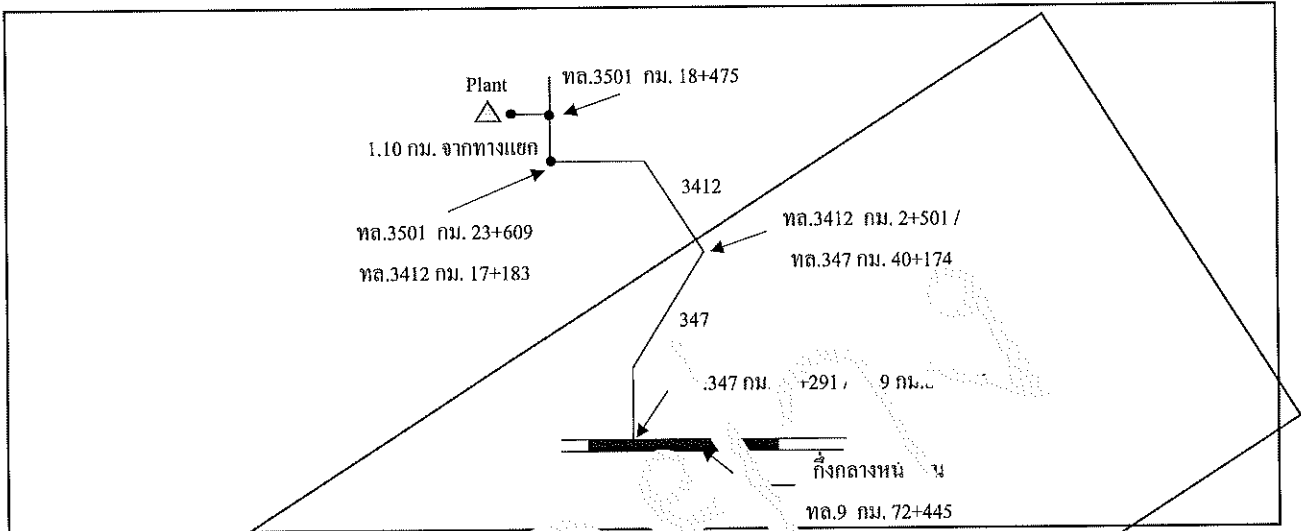 ทล.3501 กม. 18+475
Plant
1.10 กม. จากทางแยก
3412
ทล.3501 กม. 23+609
ทล.3412 กม. 17+183
ทล.3412 กม. 2+501 /
ทล.347 กม. 40+174
347
.347 กม. +291 / 9 กม.
กึ่งกลางหน
ทล.9 กม. 72+445